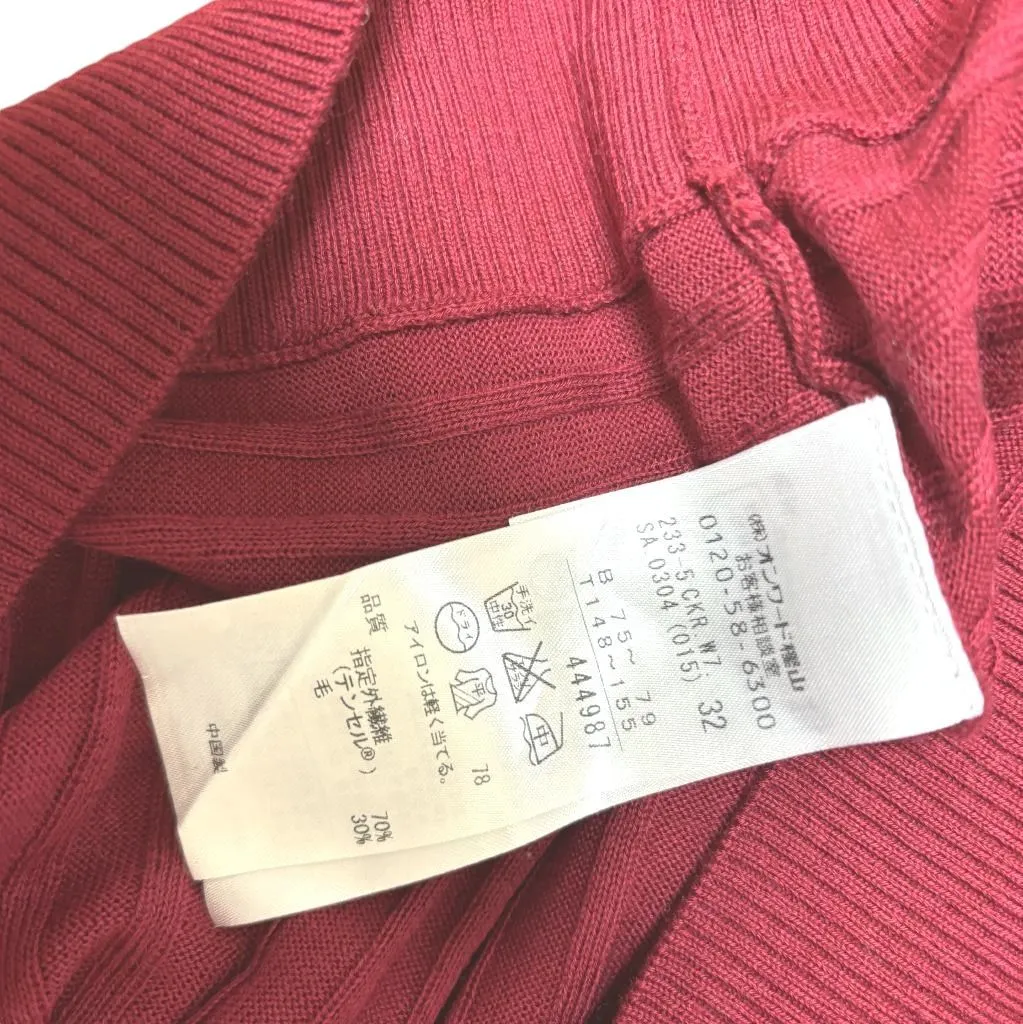 (株)オンワード樫山
お客様相談室
0120-58-6300
233-5CKR W7; 32
SA 0304 (015)
B 75~ 79
T148~155
444987
手洗イ
30
中性
中
ドライ
平
アイロンは軽く当てる。
78
品質 指定外繊維 70%
(テンセル®)
毛 30%
中国製